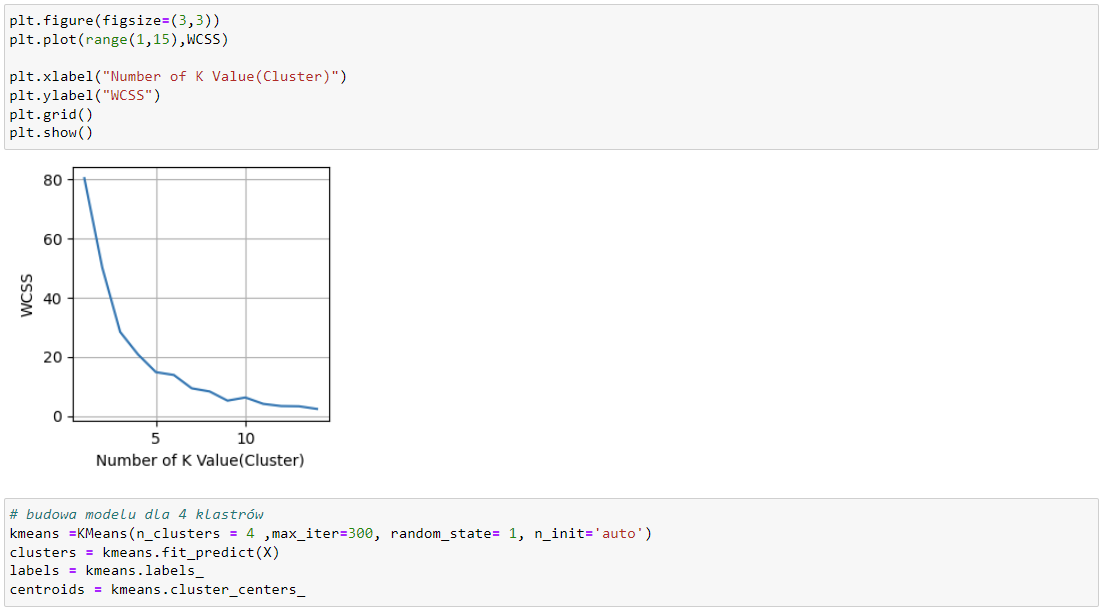 plt.figure(figsize=(3,3))
plt.plot(range(1,15),WCSS)
plt.xlabel("Number of K Value(Cluster)")
plt.ylabel("WCSS")
plt.grid()
plt.show()
80
60
40
20
0
WCSS
5 10
Number of K Value(Cluster)
# budowa modelu dla 4 klastrów
kmeans =KMeans(n_clusters = 4 ,max_iter=300, random_state= 1, n_init='auto')
clusters = kmeans.fit_predict(X)
labels = kmeans.labels_
centroids = kmeans.cluster_centers_